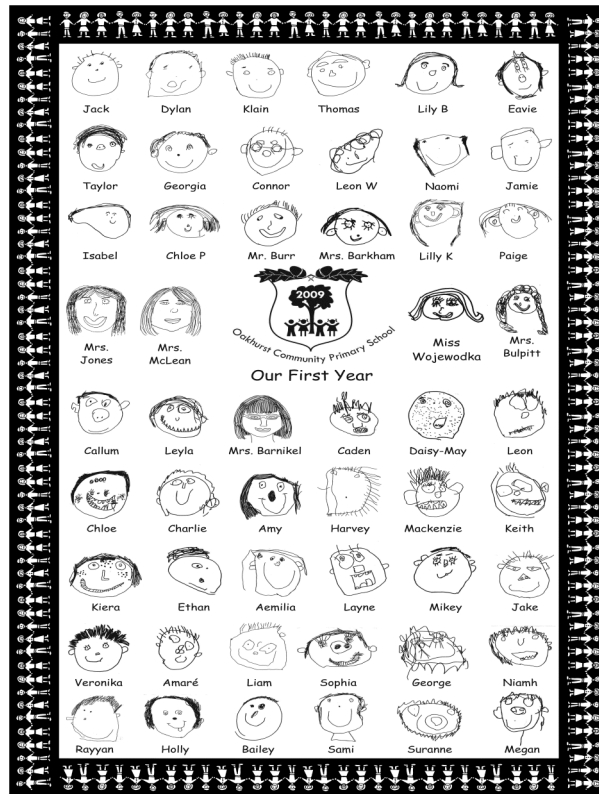 Jack Dylan Klain Thomas Lily B Eavie
Taylor Georgia Connor Leon W Naomi Jamie
Isabel Chloe P Mr. Burr Mrs. Barkham Lilly K Paige
2009
Oakhurst Community Primary School
Mrs. Jones
Mrs. McLean
Miss Wojewodka
Mrs. Bulpitt
Our First Year
Callum Leyla Mrs. Barnikel Caden Daisy-May Leon
Chloe Charlie Amy Harvey Mackenzie Keith
Kiera Ethan Aemilia Layne Mikey Jake
Veronika Amaré Liam Sophia George Niamh
Rayyan Holly Bailey Sami Suranne Megan